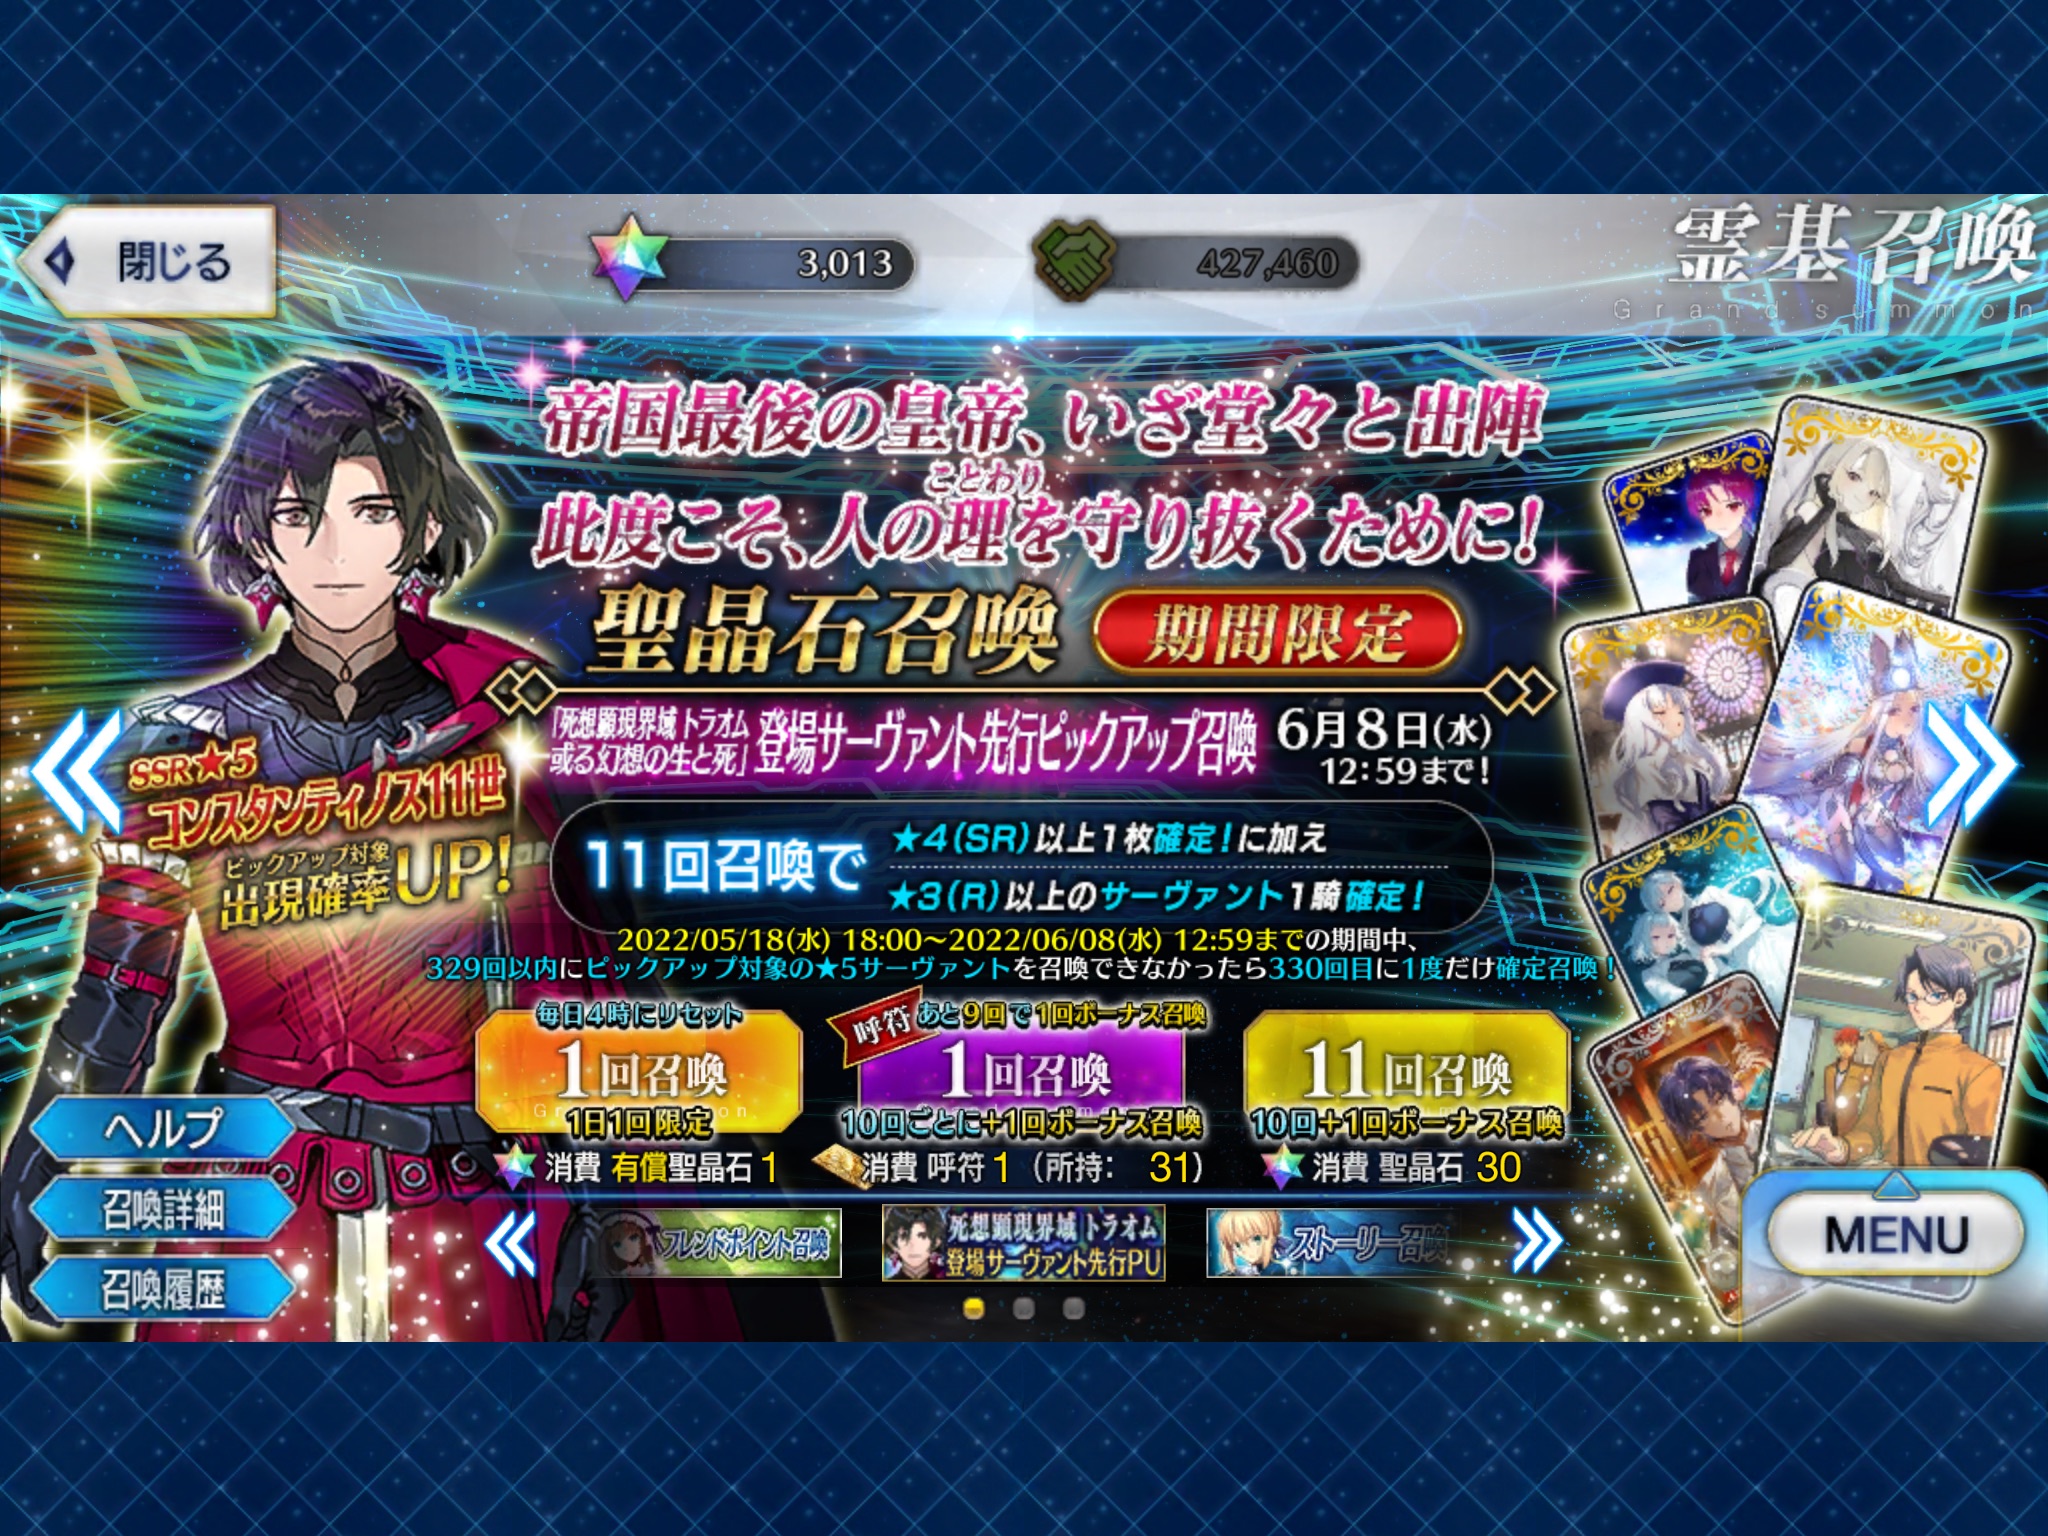 閉じる
3,013
427,460
霊基召喚
Grand summon
帝国最後の皇帝、いざ堂々と出陣
ことわり
此度こそ、人の理を守り抜くために!
聖晶石召喚
期間限定
「死想顕現界域 トラオム
或る幻想の生と死」
登場サーヴァント先行ピックアップ召喚
6月8日(水)
12:59まで!
SSR★5
コンスタンティノス11世
ピックアップ対象
出現確率UP!
11回召喚で
★4(SR)以上1枚確定!に加え
★3(R)以上のサーヴァント1騎確定!
2022/05/18(水) 18:00～2022/06/08(水) 12:59までの期間中、
329回以内にピックアップ対象の★5サーヴァントを召喚できなかったら330回目に1度だけ確定召喚!
毎日4時にリセット
1回召喚
1日1回限定
消費 有償聖晶石 1
呼符
あと9回で1回ボーナス召喚
1回召喚
10回ごとに+1回ボーナス召喚
消費 呼符 1 (所持: 31)
11回召喚
10回+1回ボーナス召喚
消費 聖晶石 30
ヘルプ
召喚詳細
召喚履歴
フレンドポイント召喚
死想顕現界域 トラオム
登場サーヴァント先行PU
ストーリー召喚
MENU